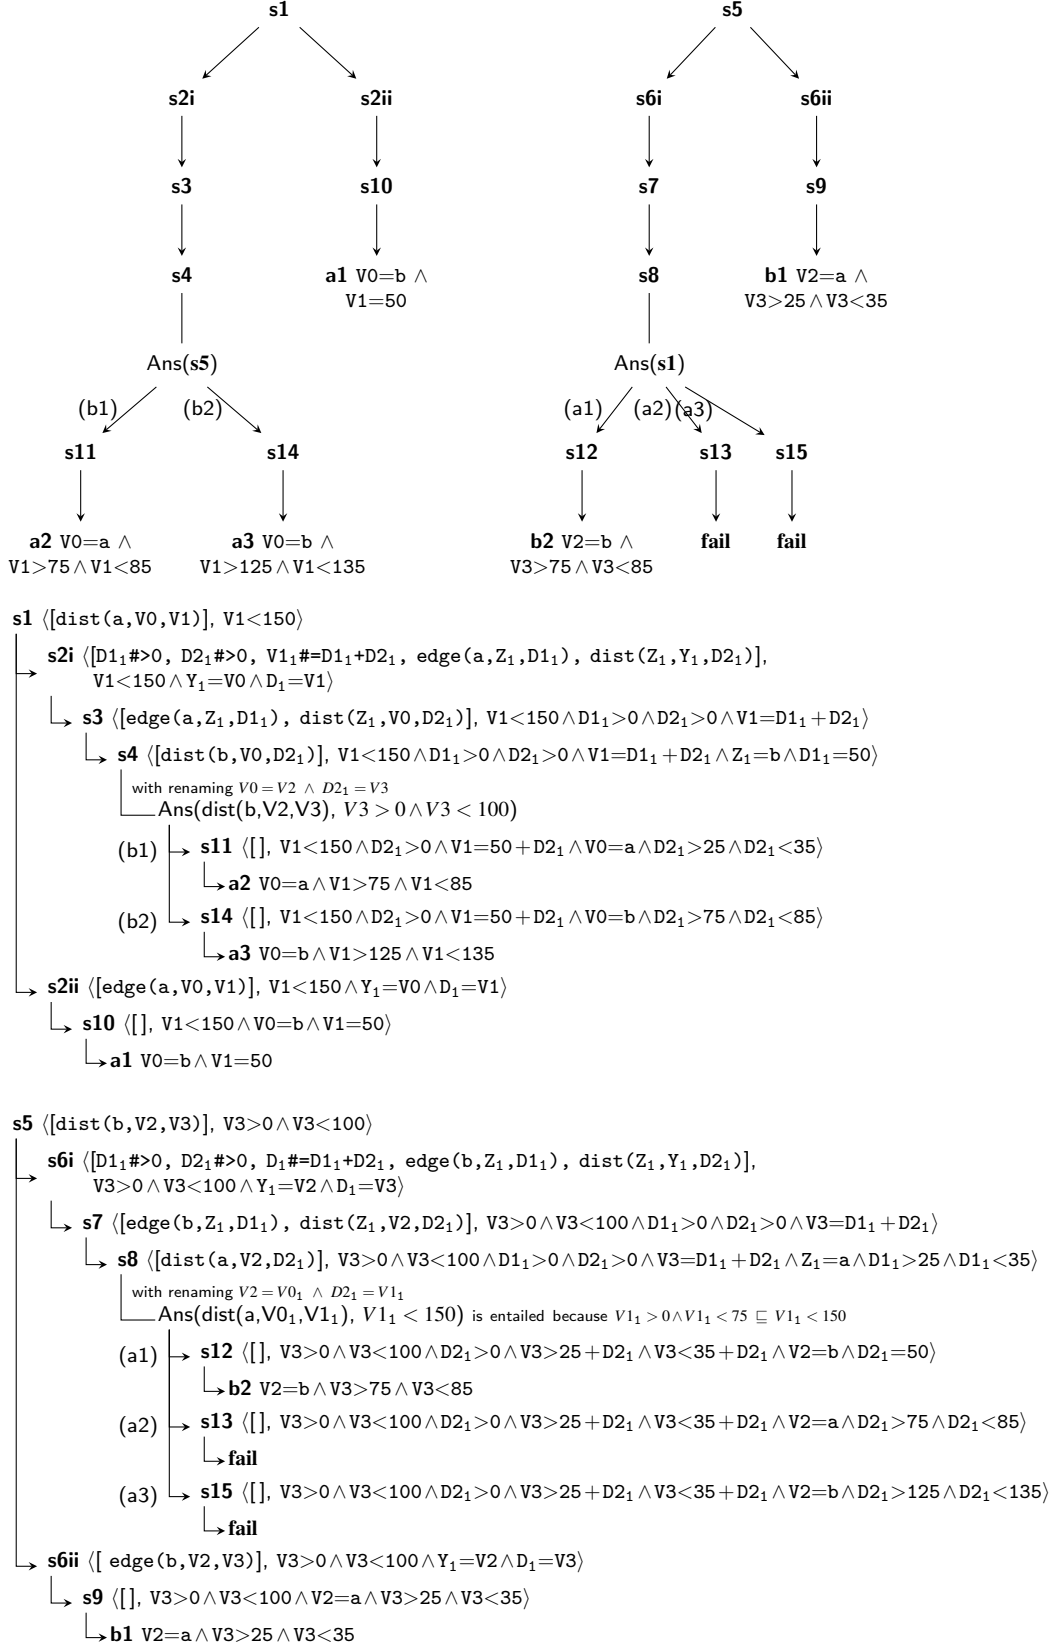 s1 s5
s2i s2ii s6i s6ii
s3 s10 s7 s9
s4 a1 V0=b ∧ s8 b1 V2=a ∧
V1=50 V3>25∧V3<35
Ans(s5) Ans(s1)
(b1) (b2) (a1) (a2) (a3)
s11 s14 s12 s13 s15
a2 V0=a ∧ a3 V0=b ∧ b2 V2=b ∧ fail fail
V1>75∧V1<85 V1>125∧V1<135 V3>75∧V3<85
s1 ⟨[dist(a,V0,V1)], V1<150⟩
s2i ⟨[D1₁#>0, D2₁#>0, V1₁#=D1₁+D2₁, edge(a,Z₁,D1₁), dist(Z₁,Y₁,D2₁)],
V1<150∧Y₁=V0∧D₁=V1⟩
s3 ⟨[edge(a,Z₁,D1₁), dist(Z₁,V0,D2₁)], V1<150∧D1₁>0∧D2₁>0∧V1=D1₁+D2₁⟩
s4 ⟨[dist(b,V0,D2₁)], V1<150∧D1₁>0∧D2₁>0∧V1=D1₁+D2₁∧Z₁=b∧D1₁=50⟩
with renaming V0=V2 ∧ D2₁=V3
Ans(dist(b,V2,V3), V3 > 0∧V3 < 100)
(b1) s11 ⟨[], V1<150∧D2₁>0∧V1=50+D2₁∧V0=a∧D2₁>25∧D2₁<35⟩
a2 V0=a∧V1>75∧V1<85
(b2) s14 ⟨[], V1<150∧D2₁>0∧V1=50+D2₁∧V0=b∧D2₁>75∧D2₁<85⟩
a3 V0=b∧V1>125∧V1<135
s2ii ⟨[edge(a,V0,V1)], V1<150∧Y₁=V0∧D₁=V1⟩
s10 ⟨[], V1<150∧V0=b∧V1=50⟩
a1 V0=b∧V1=50
s5 ⟨[dist(b,V2,V3)], V3>0∧V3<100⟩
s6i ⟨[D1₁#>0, D2₁#>0, D₁#=D1₁+D2₁, edge(b,Z₁,D1₁), dist(Z₁,Y₁,D2₁)],
V3>0∧V3<100∧Y₁=V2∧D₁=V3⟩
s7 ⟨[edge(b,Z₁,D1₁), dist(Z₁,V2,D2₁)], V3>0∧V3<100∧D1₁>0∧D2₁>0∧V3=D1₁+D2₁⟩
s8 ⟨[dist(a,V2,D2₁)], V3>0∧V3<100∧D1₁>0∧D2₁>0∧V3=D1₁+D2₁∧Z₁=a∧D1₁>25∧D1₁<35⟩
with renaming V2=V0₁ ∧ D2₁=V1₁
Ans(dist(a,V0₁,V1₁), V1₁ < 150) is entailed because V1₁ > 0∧V1₁ < 75 ⊑ V1₁ < 150
(a1) s12 ⟨[], V3>0∧V3<100∧D2₁>0∧V3>25+D2₁∧V3<35+D2₁∧V2=b∧D2₁=50⟩
b2 V2=b∧V3>75∧V3<85
(a2) s13 ⟨[], V3>0∧V3<100∧D2₁>0∧V3>25+D2₁∧V3<35+D2₁∧V2=a∧D2₁>75∧D2₁<85⟩
fail
(a3) s15 ⟨[], V3>0∧V3<100∧D2₁>0∧V3>25+D2₁∧V3<35+D2₁∧V2=b∧D2₁>125∧D2₁<135⟩
fail
s6ii ⟨[ edge(b,V2,V3)], V3>0∧V3<100∧Y₁=V2∧D₁=V3⟩
s9 ⟨[], V3>0∧V3<100∧V2=a∧V3>25∧V3<35⟩
b1 V2=a∧V3>25∧V3<35